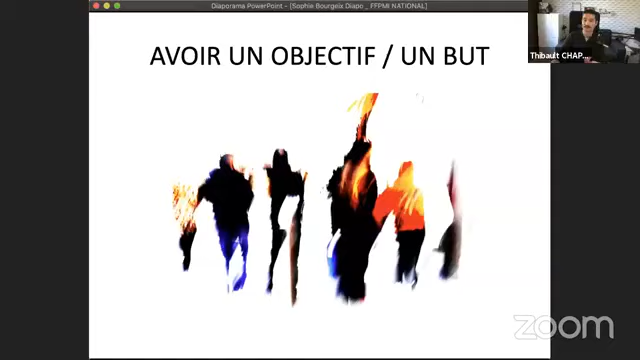 Diaporama PowerPoint - [Sophie Bourgeix Diapo _ FFPMI NATIONAL]
AVOIR UN OBJECTIF / UN BUT
Thibault CHAP...
zoom